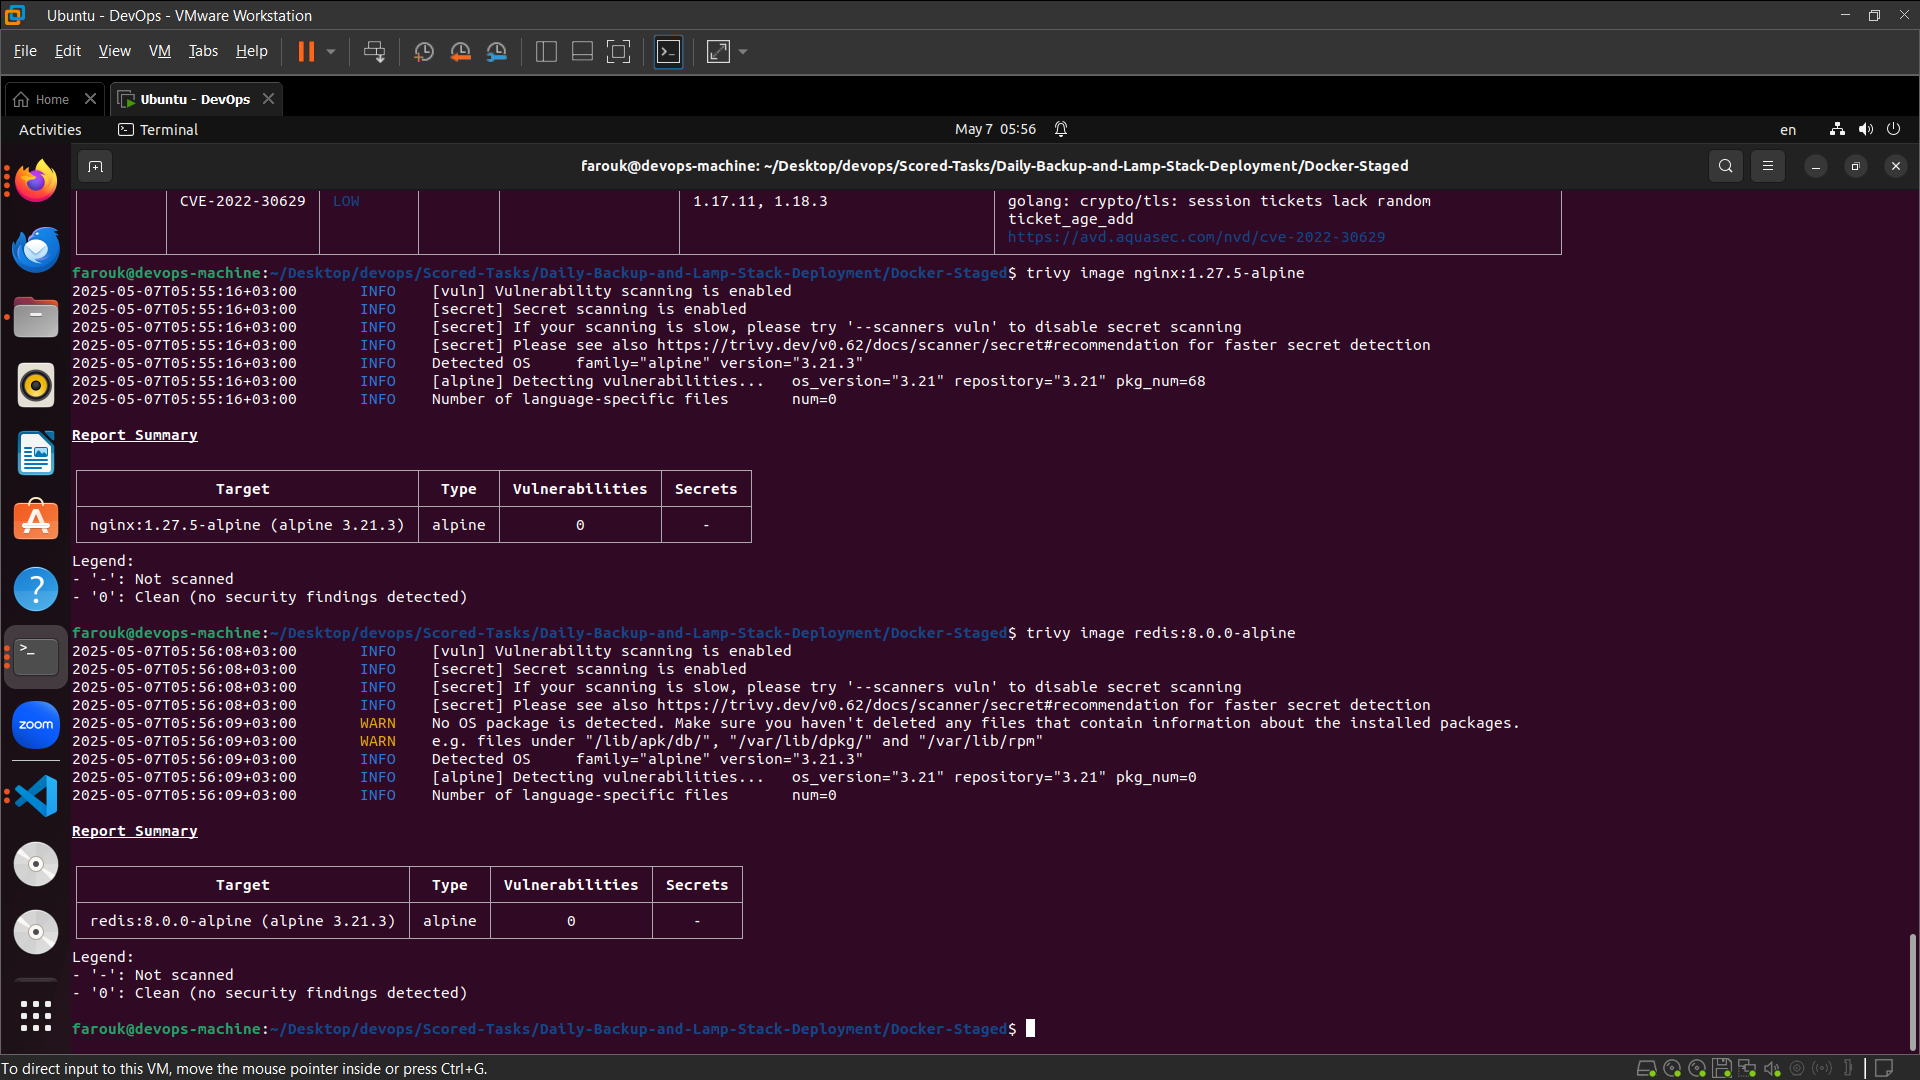 Ubuntu - DevOps - VMware Workstation
File Edit View VM Tabs Help
Home
Ubuntu - DevOps
Activities
Terminal
May 7 05:56
en
farouk@devops-machine: ~/Desktop/devops/Scored-Tasks/Daily-Backup-and-Lamp-Stack-Deployment/Docker-Staged
CVE-2022-30629 LOW 1.17.11, 1.18.3 golang: crypto/tls: session tickets lack random
ticket_age_add
https://avd.aquasec.com/nvd/cve-2022-30629
farouk@devops-machine:~/Desktop/devops/Scored-Tasks/Daily-Backup-and-Lamp-Stack-Deployment/Docker-Staged$ trivy image nginx:1.27.5-alpine
2025-05-07T05:55:16+03:00 INFO [vuln] Vulnerability scanning is enabled
2025-05-07T05:55:16+03:00 INFO [secret] Secret scanning is enabled
2025-05-07T05:55:16+03:00 INFO [secret] If your scanning is slow, please try '--scanners vuln' to disable secret scanning
2025-05-07T05:55:16+03:00 INFO [secret] Please see also https://trivy.dev/v0.62/docs/scanner/secret#recommendation for faster secret detection
2025-05-07T05:55:16+03:00 INFO Detected OS family="alpine" version="3.21.3"
2025-05-07T05:55:16+03:00 INFO [alpine] Detecting vulnerabilities... os_version="3.21" repository="3.21" pkg_num=68
2025-05-07T05:55:16+03:00 INFO Number of language-specific files num=0
Report Summary
Target Type Vulnerabilities Secrets
nginx:1.27.5-alpine (alpine 3.21.3) alpine 0 -
Legend:
- '-': Not scanned
- '0': Clean (no security findings detected)
farouk@devops-machine:~/Desktop/devops/Scored-Tasks/Daily-Backup-and-Lamp-Stack-Deployment/Docker-Staged$ trivy image redis:8.0.0-alpine
2025-05-07T05:56:08+03:00 INFO [vuln] Vulnerability scanning is enabled
2025-05-07T05:56:08+03:00 INFO [secret] Secret scanning is enabled
2025-05-07T05:56:08+03:00 INFO [secret] If your scanning is slow, please try '--scanners vuln' to disable secret scanning
2025-05-07T05:56:08+03:00 INFO [secret] Please see also https://trivy.dev/v0.62/docs/scanner/secret#recommendation for faster secret detection
2025-05-07T05:56:09+03:00 WARN No OS package is detected. Make sure you haven't deleted any files that contain information about the installed packages.
2025-05-07T05:56:09+03:00 WARN e.g. files under "/lib/apk/db/", "/var/lib/dpkg/" and "/var/lib/rpm"
2025-05-07T05:56:09+03:00 INFO Detected OS family="alpine" version="3.21.3"
2025-05-07T05:56:09+03:00 INFO [alpine] Detecting vulnerabilities... os_version="3.21" repository="3.21" pkg_num=0
2025-05-07T05:56:09+03:00 INFO Number of language-specific files num=0
Report Summary
Target Type Vulnerabilities Secrets
redis:8.0.0-alpine (alpine 3.21.3) alpine 0 -
Legend:
- '-': Not scanned
- '0': Clean (no security findings detected)
farouk@devops-machine:~/Desktop/devops/Scored-Tasks/Daily-Backup-and-Lamp-Stack-Deployment/Docker-Staged$
zoom
To direct input to this VM, move the mouse pointer inside or press Ctrl+G.